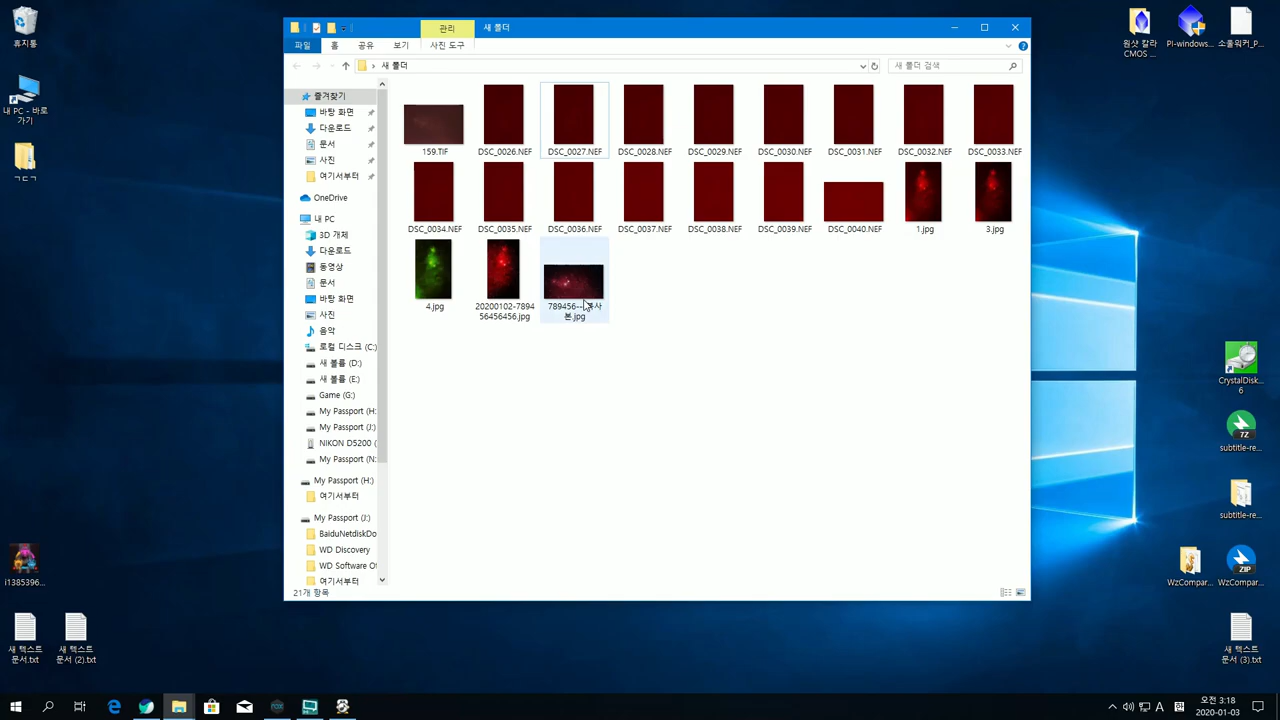 관리
새 폴더
파일
홈
공유
보기
사진 도구
새 폴더
새 폴더 검색
휴지통
내 PC - 바로
가기
ㄱㄷㄱ
i1385396...
새 텍스트
문서.txt
새 텍스트
문서 (2).txt
즐겨찾기
바탕 화면
다운로드
문서
사진
여기서부터
OneDrive
내 PC
3D 개체
다운로드
동영상
문서
바탕 화면
사진
음악
로컬 디스크 (C:)
새 볼륨 (D:)
새 볼륨 (E:)
Game (G:)
My Passport (H:
My Passport (J:)
NIKON D5200 (
My Passport (N:
My Passport (H:)
여기서부터
My Passport (J:)
BaiduNetdiskDo
WD Discovery
WD Software Of
여기서부터
159.TIF
DSC_0026.NEF
DSC_0027.NEF
DSC_0028.NEF
DSC_0029.NEF
DSC_0030.NEF
DSC_0031.NEF
DSC_0032.NEF
DSC_0033.NEF
DSC_0034.NEF
DSC_0035.NEF
DSC_0036.NEF
DSC_0037.NEF
DSC_0038.NEF
DSC_0039.NEF
DSC_0040.NEF
1.jpg
3.jpg
4.jpg
20200102-7894
56456456.jpg
789456--
본.jpg
21개 항목
원샷 칼라
CMOS ...
n-windows...
소울워커_P...
CrystalDisk...
6
7Z
subtitle-re...
subtitle-re...
WzCompar...
ZIP
WzCompar...
새 텍스트
문서 (3).txt
A
오전 3:18
2020-01-03